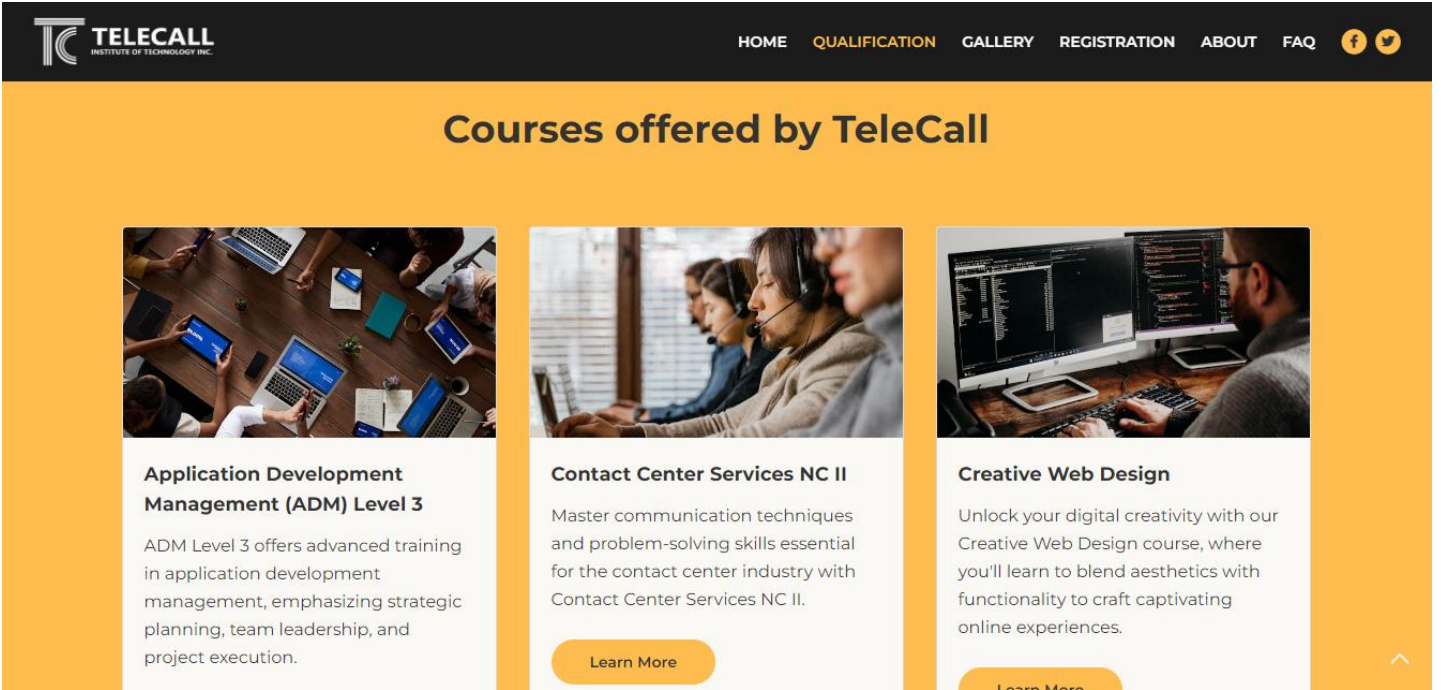 TC TELECALL
INSTITUTE OF TECHNOLOGY INC.
HOME QUALIFICATION GALLERY REGISTRATION ABOUT FAQ
Courses offered by TeleCall
Application Development
Management (ADM) Level 3
ADM Level 3 offers advanced training
in application development
management, emphasizing strategic
planning, team leadership, and
project execution.
Contact Center Services NC II
Master communication techniques
and problem-solving skills essential
for the contact center industry with
Contact Center Services NC II.
Learn More
Creative Web Design
Unlock your digital creativity with our
Creative Web Design course, where
you'll learn to blend aesthetics with
functionality to craft captivating
online experiences.
Learn More